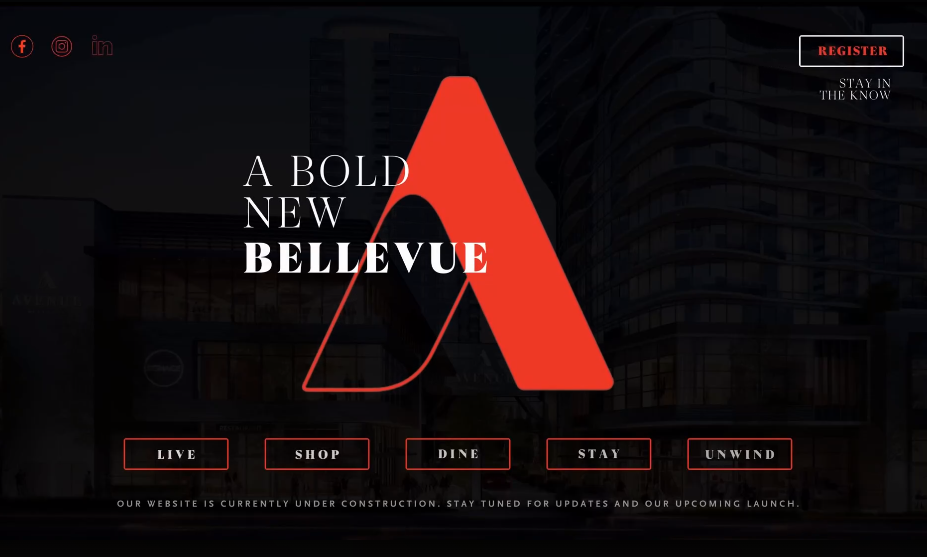 REGISTER
STAY IN
THE KNOW
A BOLD
NEW
BELLEVUE
LIVE
SHOP
DINE
STAY
UNWIND
OUR WEBSITE IS CURRENTLY UNDER CONSTRUCTION. STAY TUNED FOR UPDATES AND OUR UPCOMING LAUNCH.